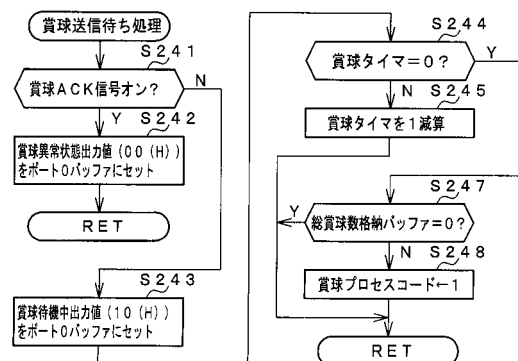 賞球送信待ち処理
S241
賞球ACK信号オン?
N
Y
S242
賞球異常状態出力値(00(H))
をポート0バッファにセット
RET
S243
賞球待機中出力値(10(H))
をポート0バッファにセット
S244
賞球タイマ=0?
Y
N
S245
賞球タイマを1減算
S247
総賞球数格納バッファ=0?
Y
N
S248
賞球プロセスコード←1
RET